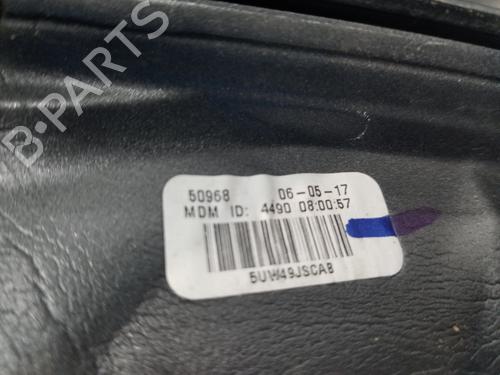 B-PARTS
50968 06-05-17
MDM ID: 4490 08:00:57
5UW49JSCAB